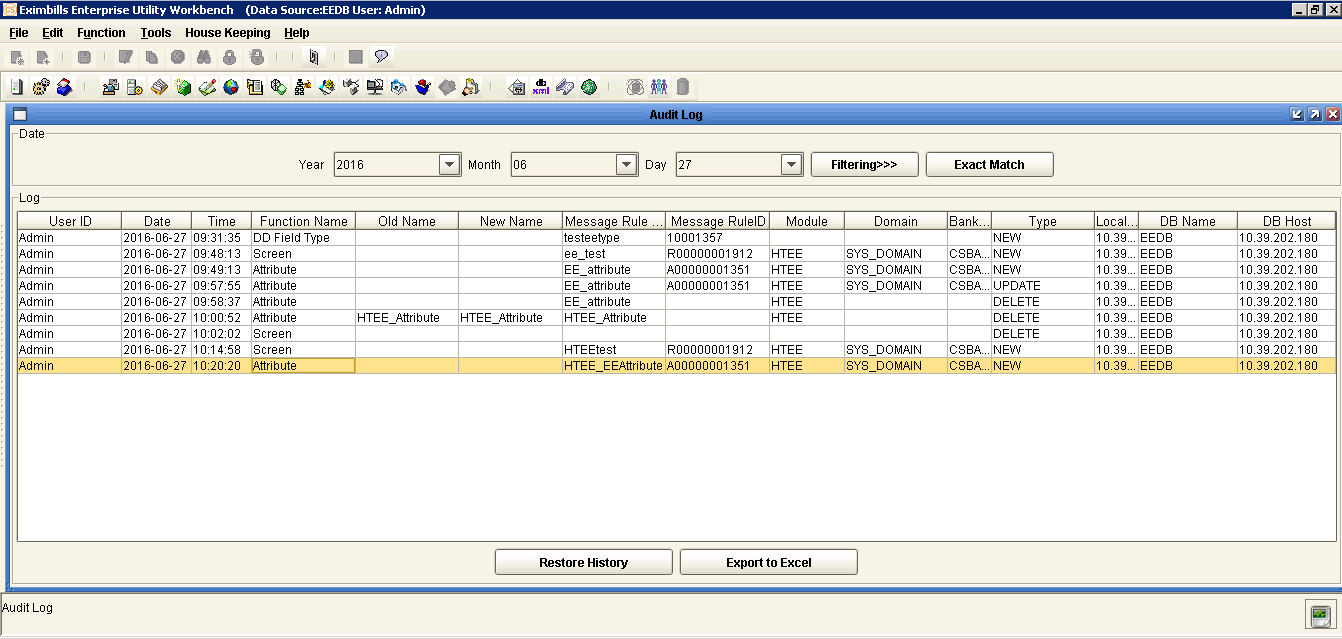 Eximbills Enterprise Utility Workbench (Data Source:EEDB User: Admin)
File Edit Function Tools House Keeping Help
Audit Log
Date
Year 2016 Month 06 Day 27 Filtering>>> Exact Match
Log
User ID Date Time Function Name Old Name New Name Message Rule ... Message RuleID Module Domain Bank... Type Local... DB Name DB Host
Admin 2016-06-27 09:31:35 DD Field Type testeetype 10001357 NEW 10.39... EEDB 10.39.202.180
Admin 2016-06-27 09:48:13 Screen ee_test R00000001912 HTEE SYS_DOMAIN CSBA... NEW 10.39... EEDB 10.39.202.180
Admin 2016-06-27 09:49:13 Attribute EE_attribute A00000001351 HTEE SYS_DOMAIN CSBA... NEW 10.39... EEDB 10.39.202.180
Admin 2016-06-27 09:57:55 Attribute EE_attribute A00000001351 HTEE SYS_DOMAIN CSBA... UPDATE 10.39... EEDB 10.39.202.180
Admin 2016-06-27 09:58:37 Attribute EE_attribute HTEE DELETE 10.39... EEDB 10.39.202.180
Admin 2016-06-27 10:00:52 Attribute HTEE_Attribute HTEE_Attribute HTEE_Attribute HTEE DELETE 10.39... EEDB 10.39.202.180
Admin 2016-06-27 10:02:02 Screen DELETE 10.39... EEDB 10.39.202.180
Admin 2016-06-27 10:14:58 Screen HTEEtest R00000001912 HTEE SYS_DOMAIN CSBA... NEW 10.39... EEDB 10.39.202.180
Admin 2016-06-27 10:20:20 Attribute HTEE_EEAttribute A00000001351 HTEE SYS_DOMAIN CSBA... NEW 10.39... EEDB 10.39.202.180
Restore History Export to Excel
Audit Log